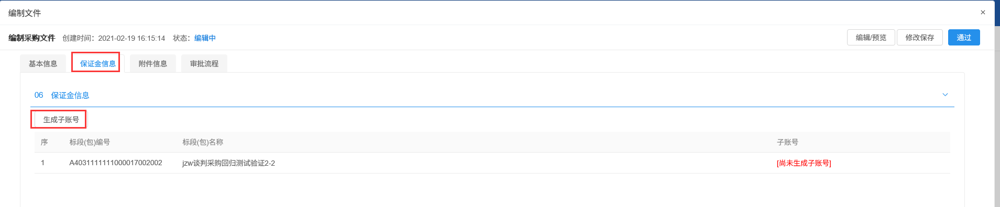 编制文件
×
编制采购文件 创建时间：2021-02-19 16:15:14 状态：编辑中 编辑/预览 修改保存 通过
基本信息 保证金信息 附件信息 审批流程
06 保证金信息
生成子账号
序 标段(包)编号 标段(包)名称 子账号
1 A4031111111000017002002 jzw谈判采购回归测试验证2-2 [尚未生成子账号]